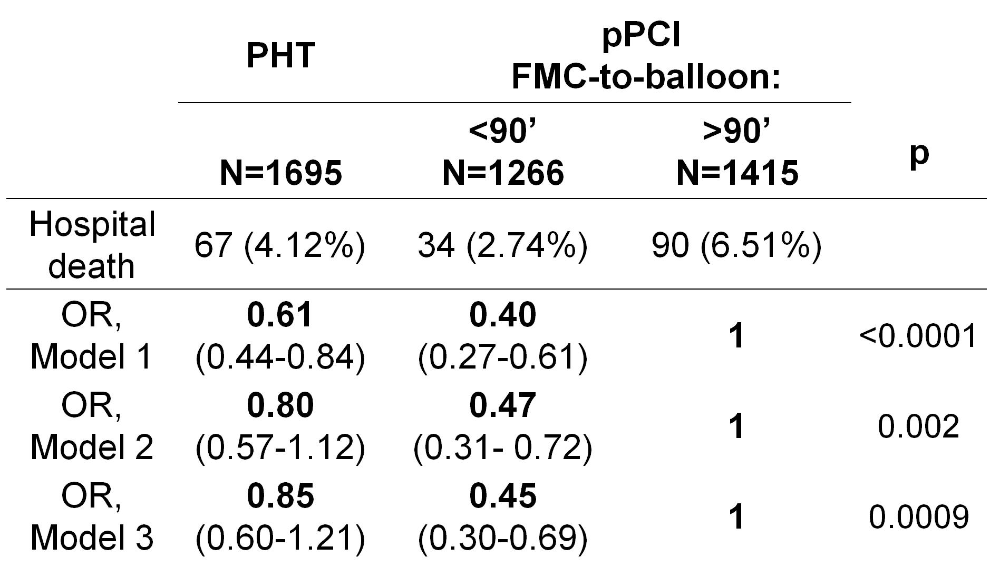 PHT
pPCI
FMC-to-balloon:
<90’
>90’
p
N=1695
N=1266
N=1415
Hospital
death
67 (4.12%)
34 (2.74%)
90 (6.51%)
OR,
Model 1
0.61
(0.44-0.84)
0.40
(0.27-0.61)
1
<0.0001
OR,
Model 2
0.80
(0.57-1.12)
0.47
(0.31- 0.72)
1
0.002
OR,
Model 3
0.85
(0.60-1.21)
0.45
(0.30-0.69)
1
0.0009